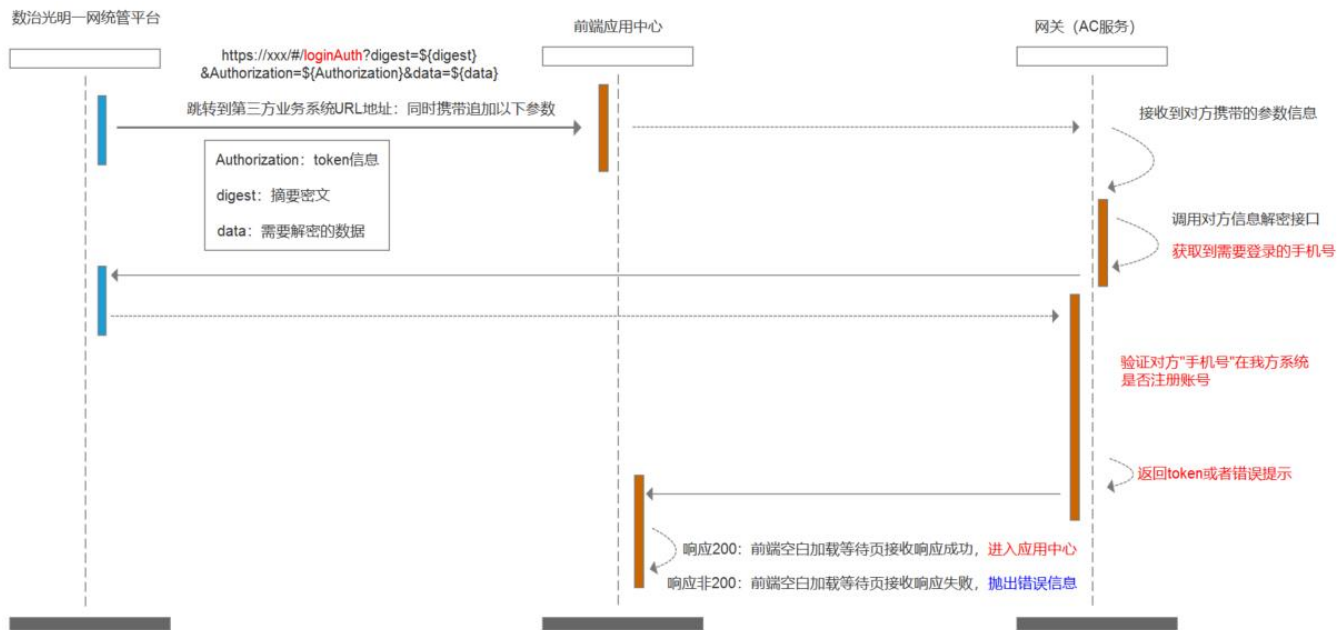 数治光明一网统管平台
前端应用中心
网关（AC服务）
https://xxx/#/loginAuth?digest=${digest}
&Authorization=${Authorization}&data=${data}
跳转到第三方业务系统URL地址：同时携带追加以下参数
接收到对方携带的参数信息
Authorization：token信息
digest：摘要密文
data：需要解密的数据
调用对方信息解密接口
获取到需要登录的手机号
验证对方"手机号"在我方系统
是否注册账号
返回token或者错误提示
响应200：前端空白加载等待页接收响应成功，进入应用中心
响应非200：前端空白加载等待页接收响应失败，抛出错误信息